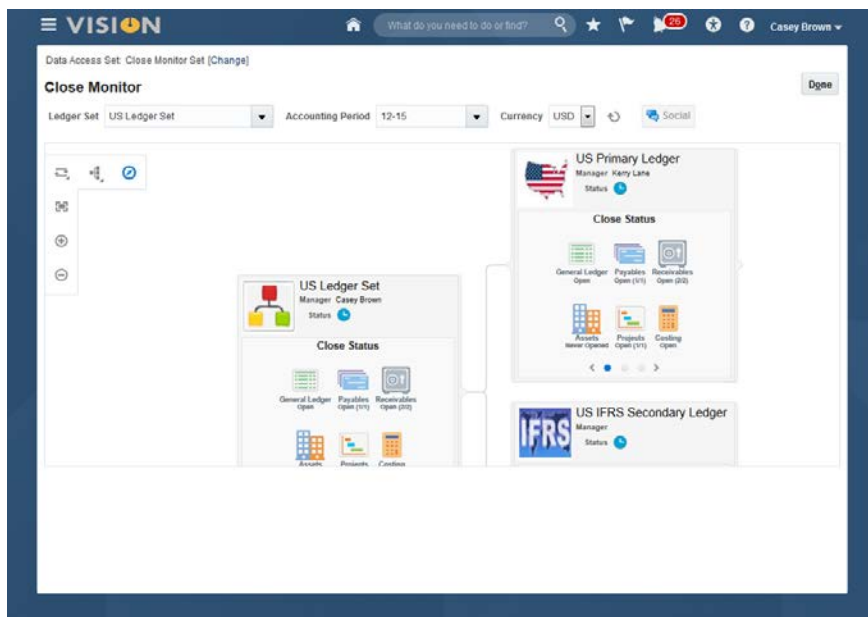 VISION
What do you need to do or find?
26
Casey Brown
Data Access Set: Close Monitor Set [Change]
Close Monitor
Done
Ledger Set US Ledger Set Accounting Period 12-15 Currency USD Social
US Primary Ledger
Manager Kerry Lane
Status
Close Status
General Ledger Payables Receivables
Open Open (1/1) Open (2/2)
Assets Projects Costing
Never Opened Open (1/1) Open
US Ledger Set
Manager Casey Brown
Status
Close Status
General Ledger Payables Receivables
Open Open (1/1) Open (2/2)
Assets Projects Costing
IFRS
US IFRS Secondary Ledger
Manager
Status